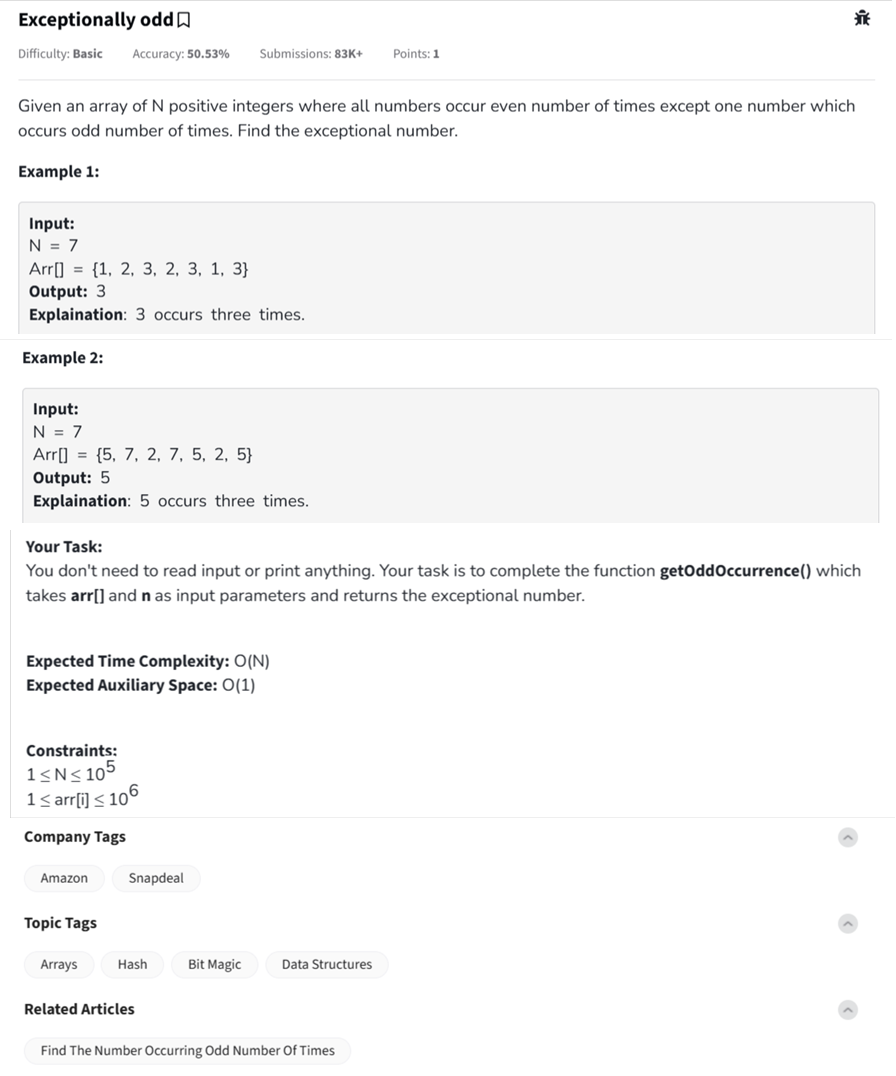 Exceptionally odd
Difficulty: Basic Accuracy: 50.53% Submissions: 83K+ Points: 1
Given an array of N positive integers where all numbers occur even number of times except one number which
occurs odd number of times. Find the exceptional number.
Example 1:
Input:
N = 7
Arr[] = {1, 2, 3, 2, 3, 1, 3}
Output: 3
Explaination: 3 occurs three times.
Example 2:
Input:
N = 7
Arr[] = {5, 7, 2, 7, 5, 2, 5}
Output: 5
Explaination: 5 occurs three times.
Your Task:
You don't need to read input or print anything. Your task is to complete the function getOddOccurrence() which
takes arr[] and n as input parameters and returns the exceptional number.
Expected Time Complexity: O(N)
Expected Auxiliary Space: O(1)
Constraints:
1 ≤ N ≤ 10^5
1 ≤ arr[i] ≤ 10^6
Company Tags
Amazon Snapdeal
Topic Tags
Arrays Hash Bit Magic Data Structures
Related Articles
Find The Number Occurring Odd Number Of Times